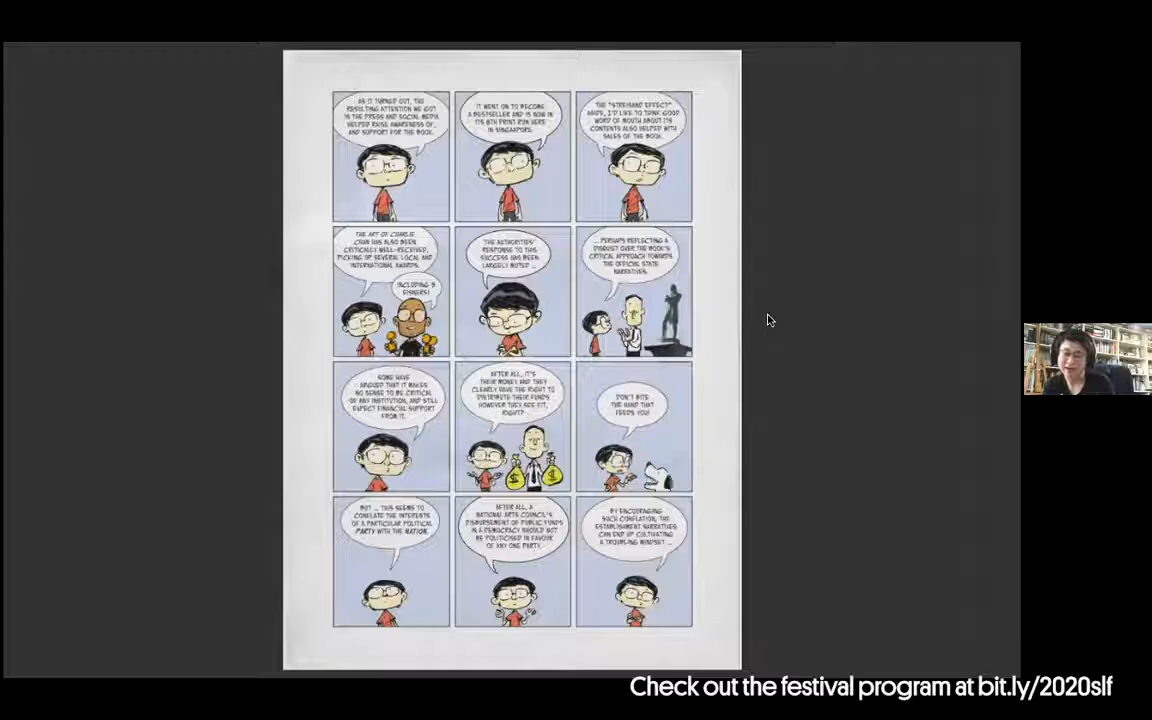 AS IT TURNED OUT, THE
RESULTING ATTENTION WE GOT
IN THE PRESS AND SOCIAL MEDIA
HELPED RAISE AWARENESS OF,
AND SUPPORT FOR THE BOOK.
IT WENT ON TO BECOME
A BESTSELLER AND IS NOW IN
ITS 8TH PRINT RUN HERE
IN SINGAPORE.
THE "STREISAND EFFECT"
ASIDE, I'D LIKE TO THINK GOOD
WORD OF MOUTH ABOUT ITS
CONTENTS ALSO HELPED WITH
SALES OF THE BOOK.
THE ART OF CHARLIE
CHAN HAS ALSO BEEN
CRITICALLY WELL-RECEIVED,
PICKING UP SEVERAL LOCAL AND
INTERNATIONAL AWARDS.
INCLUDING 3
EISNERS!
THE AUTHORITIES'
RESPONSE TO THIS
SUCCESS HAS BEEN
LARGELY MUTED ...
...PERHAPS REFLECTING A
DISQUIET OVER THE BOOK'S
CRITICAL APPROACH TOWARDS
THE OFFICIAL STATE
NARRATIVES.
SOME HAVE
ARGUED THAT IT MAKES
NO SENSE TO BE CRITICAL
OF ANY INSTITUTION, AND STILL
EXPECT FINANCIAL SUPPORT
FROM IT.
AFTER ALL, IT'S
THEIR MONEY AND THEY
CLEARLY HAVE THE RIGHT TO
DISTRIBUTE THEIR FUNDS
HOWEVER THEY SEE FIT,
RIGHT?
$
$
DON'T BITE
THE HAND THAT
FEEDS YOU!
BUT ... THIS SEEMS TO
CONFLATE THE INTERESTS
OF A PARTICULAR POLITICAL
PARTY WITH THE NATION.
AFTER ALL, A
NATIONAL ARTS COUNCIL'S
DISBURSEMENT OF PUBLIC FUNDS
IN A DEMOCRACY SHOULD NOT
BE POLITICISED IN FAVOUR
OF ANY ONE PARTY.
BY ENCOURAGING
SUCH CONFLATION, THE
ESTABLISHMENT NARRATIVES
CAN END UP CULTIVATING
A TROUBLING MINDSET ...
Check out the festival program at bit.ly/2020slf